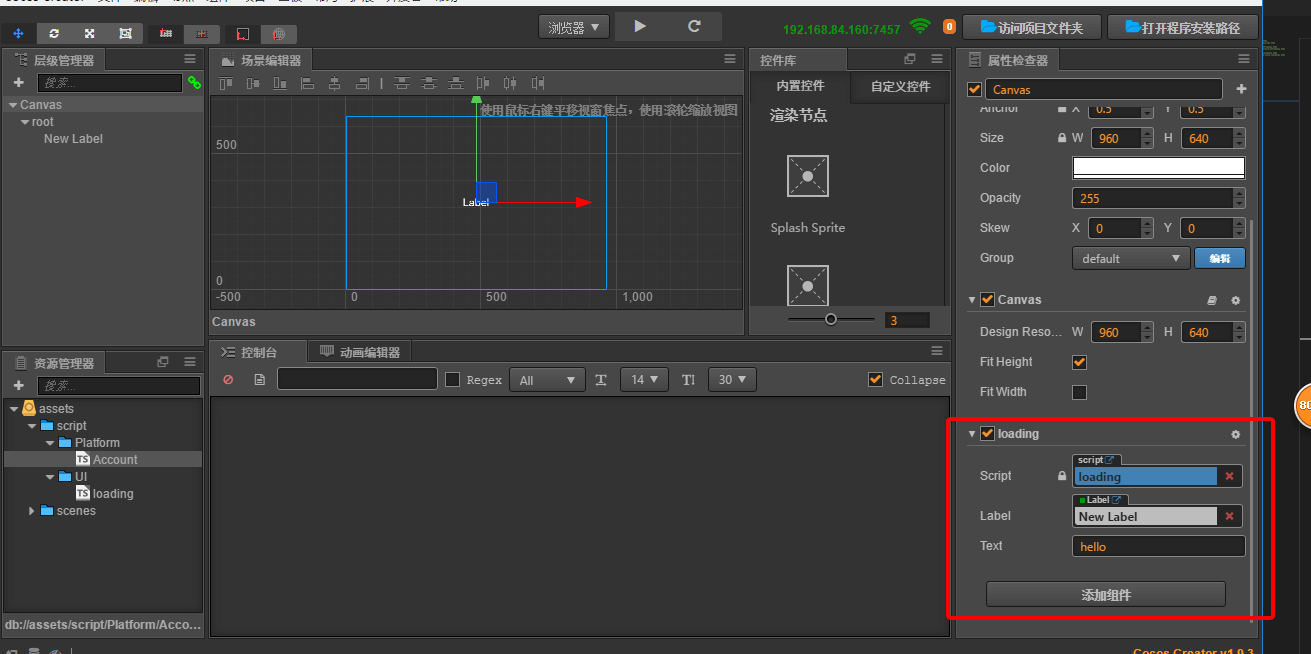 浏览器
192.168.84.160:7457
0
访问项目文件夹
打开程序安装路径
层级管理器
搜索...
Canvas
root
New Label
场景编辑器
使用鼠标右键平移视窗焦点，使用滚轮缩放视图
500
0
-500
0
500
1,000
Canvas
控件库
内置控件
自定义控件
渲染节点
Splash Sprite
3
属性检查器
Canvas
Anchor X 0.5 Y 0.5
Size W 960 H 640
Color
Opacity 255
Skew X 0 Y 0
Group default 编辑
Canvas
Design Reso... W 960 H 640
Fit Height
Fit Width
loading
script
Script loading
Label
Label New Label
Text hello
添加组件
资源管理器
搜索...
assets
script
Platform
TS Account
UI
TS loading
scenes
db://assets/script/Platform/Acco...
控制台
动画编辑器
Regex
All
14
30
Collapse
80
Cocos Creator v1.9.3